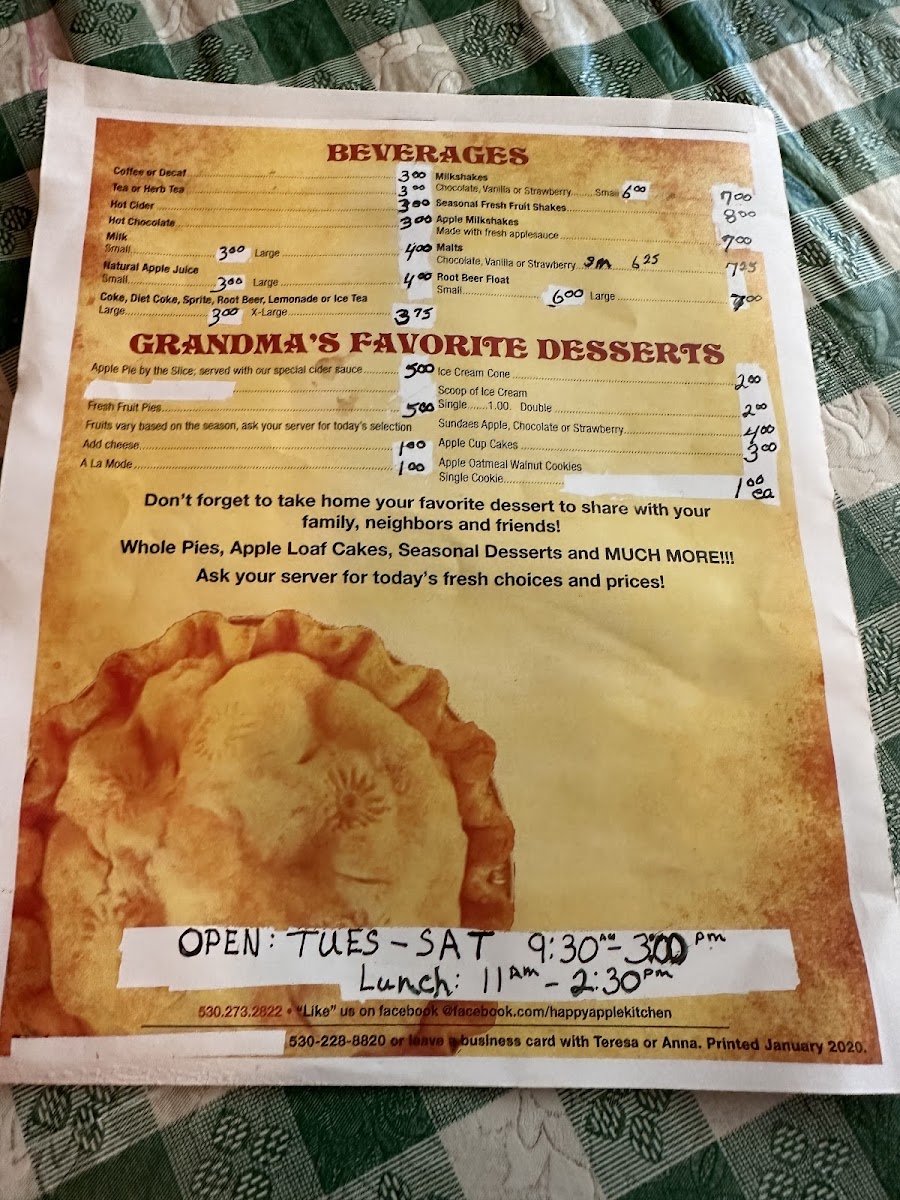 BEVERAGES
Coffee or Decaf 3.00
Tea or Herb Tea 3.00
Hot Cider 3.00
Hot Chocolate 3.00
Milk
Small 3.00 Large 4.00
Natural Apple Juice
Small 3.00 Large 4.00
Coke, Diet Coke, Sprite, Root Beer, Lemonade or Ice Tea
Large 3.00 X-Large 3.75
Milkshakes
Chocolate, Vanilla or Strawberry Small 6.00 7.00
Seasonal Fresh Fruit Shakes 8.00
Apple Milkshakes
Made with fresh applesauce 7.00
Malts
Chocolate, Vanilla or Strawberry sm 6.25 7.25
Root Beer Float
Small 6.00 Large 7.00
GRANDMA'S FAVORITE DESSERTS
Apple Pie by the Slice; served with our special cider sauce 5.00
Fresh Fruit Pies 5.00
Fruits vary based on the season, ask your server for today's selection
Add cheese 1.00
A La Mode 1.00
Ice Cream Cone 2.00
Scoop of Ice Cream
Single.......1.00. Double 2.00
Sundaes Apple, Chocolate or Strawberry 4.00
Apple Cup Cakes 3.00
Apple Oatmeal Walnut Cookies
Single Cookie 1.00 ea
Don't forget to take home your favorite dessert to share with your
family, neighbors and friends!
Whole Pies, Apple Loaf Cakes, Seasonal Desserts and MUCH MORE!!!
Ask your server for today's fresh choices and prices!
OPEN: TUES – SAT 9:30 AM – 3:00 pm
Lunch: 11 Am – 2:30 pm
530.273.2822 • "Like" us on facebook @facebook.com/happyapplekitchen
530-228-8820 or leave a business card with Teresa or Anna. Printed January 2020.